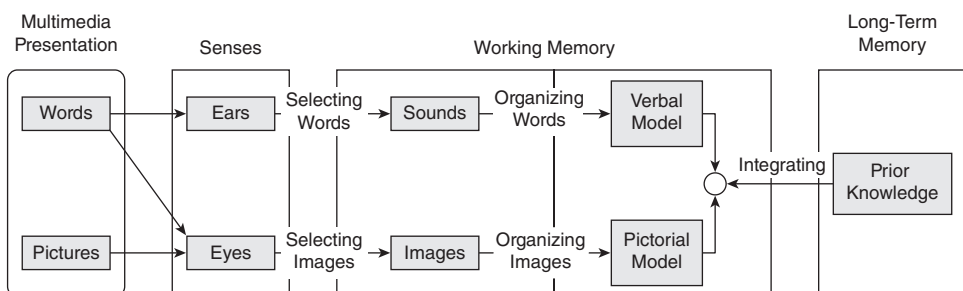 Multimedia
Presentation
Senses
Working Memory
Long-Term
Memory
Words
Ears
Selecting
Words
Sounds
Organizing
Words
Verbal
Model
Integrating
Prior
Knowledge
Pictures
Eyes
Selecting
Images
Images
Organizing
Images
Pictorial
Model